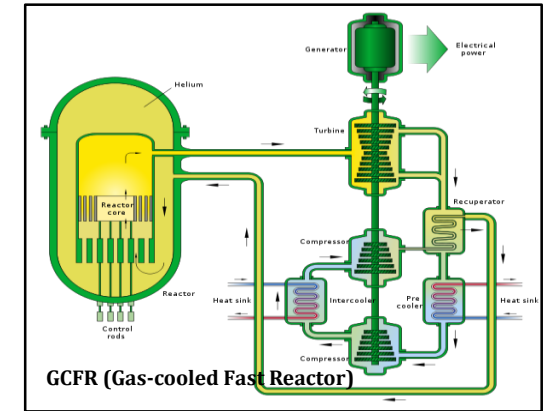 Generator
Electrical
power
Helium
Turbine
Reactor
core
Recuperator
Compressor
Heat sink
Intercooler
Pre
cooler
Heat sink
Reactor
Control
rods
Compressor
GCFR (Gas-cooled Fast Reactor)